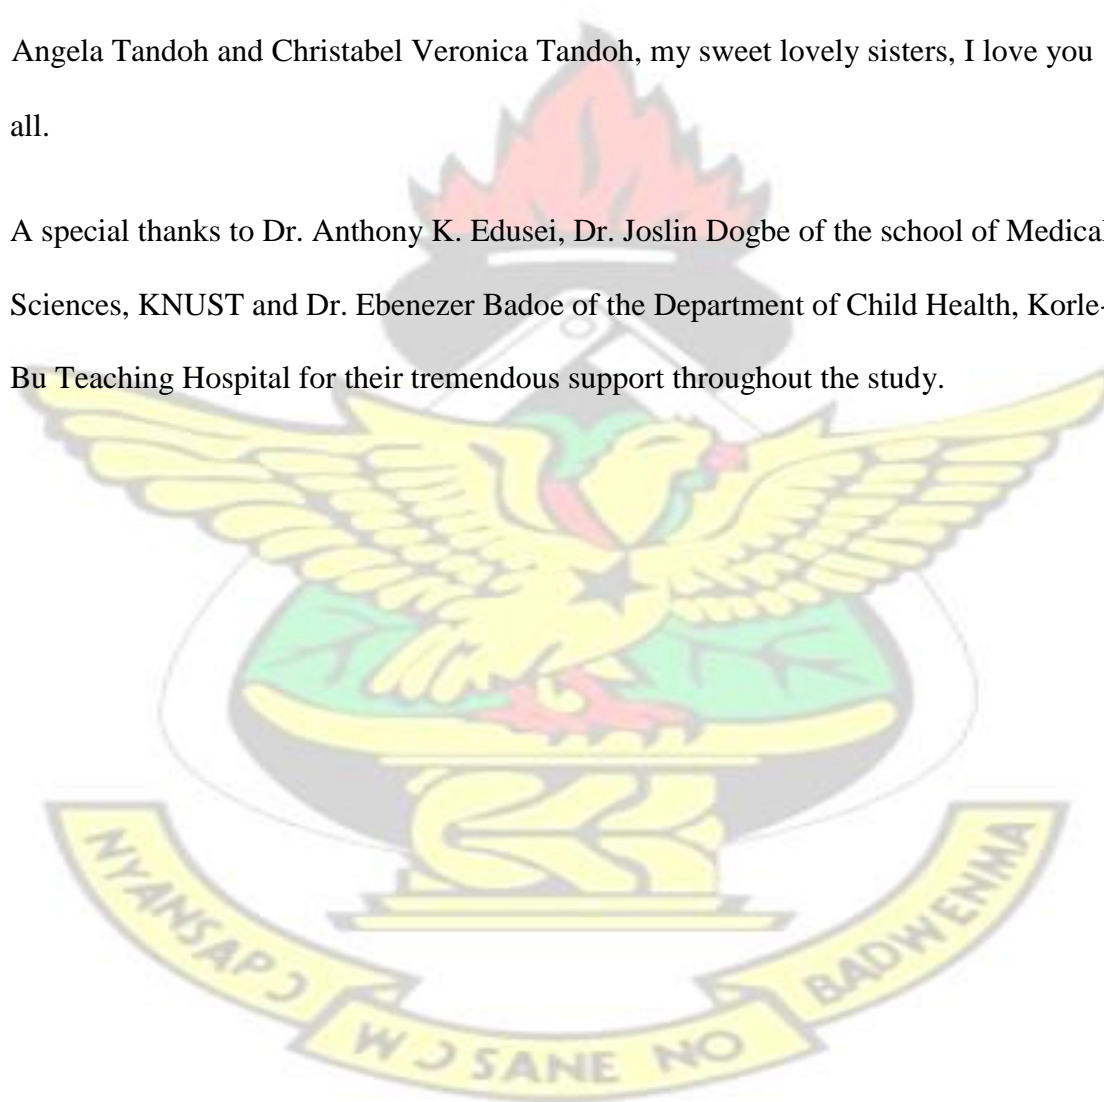 Angela Tandoh and Christabel Veronica Tandoh, my sweet lovely sisters, I love you
all.
A special thanks to Dr. Anthony K. Edusei, Dr. Joslin Dogbe of the school of Medical
Sciences, KNUST and Dr. Ebenezer Badoe of the Department of Child Health, Korle-
Bu Teaching Hospital for their tremendous support throughout the study.
NYANSAPƆ
WƆSANE NO
BADWENMA